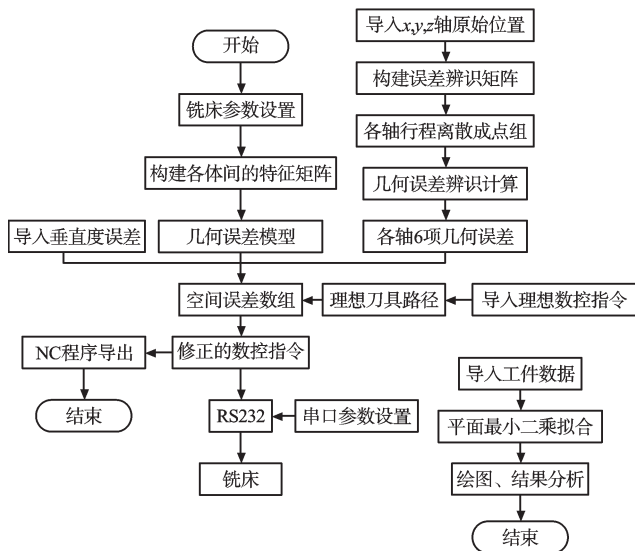 导入x,y,z轴原始位置
开始
构建误差辨识矩阵
铣床参数设置
各轴行程离散成点组
构建各体间的特征矩阵
几何误差辨识计算
导入垂直度误差
几何误差模型
各轴6项几何误差
空间误差数组
理想刀具路径
导入理想数控指令
NC程序导出
修正的数控指令
导入工件数据
结束
RS232
串口参数设置
平面最小二乘拟合
铣床
绘图、结果分析
结束